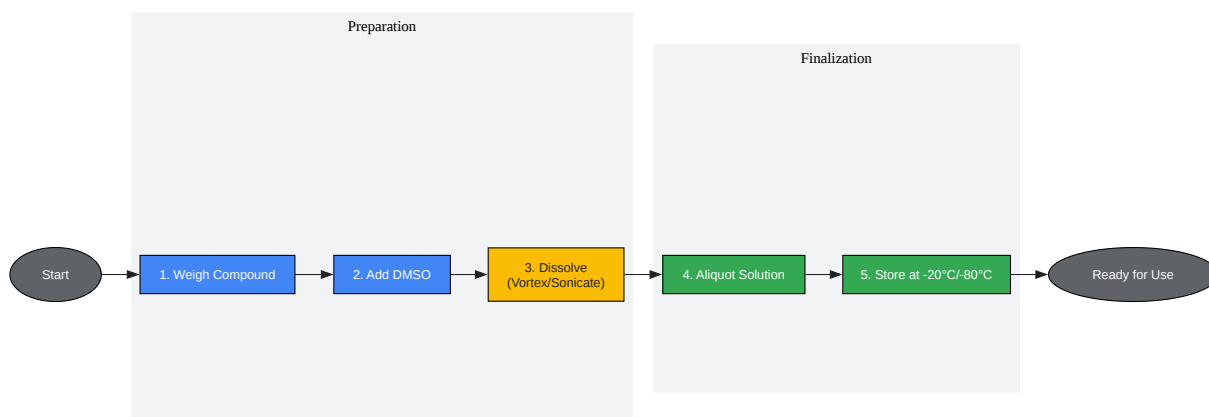 Preparation
Finalization
Start
1. Weigh Compound
2. Add DMSO
3. Dissolve
(Vortex/Sonicate)
4. Aliquot Solution
5. Store at -20°C/-80°C
Ready for Use